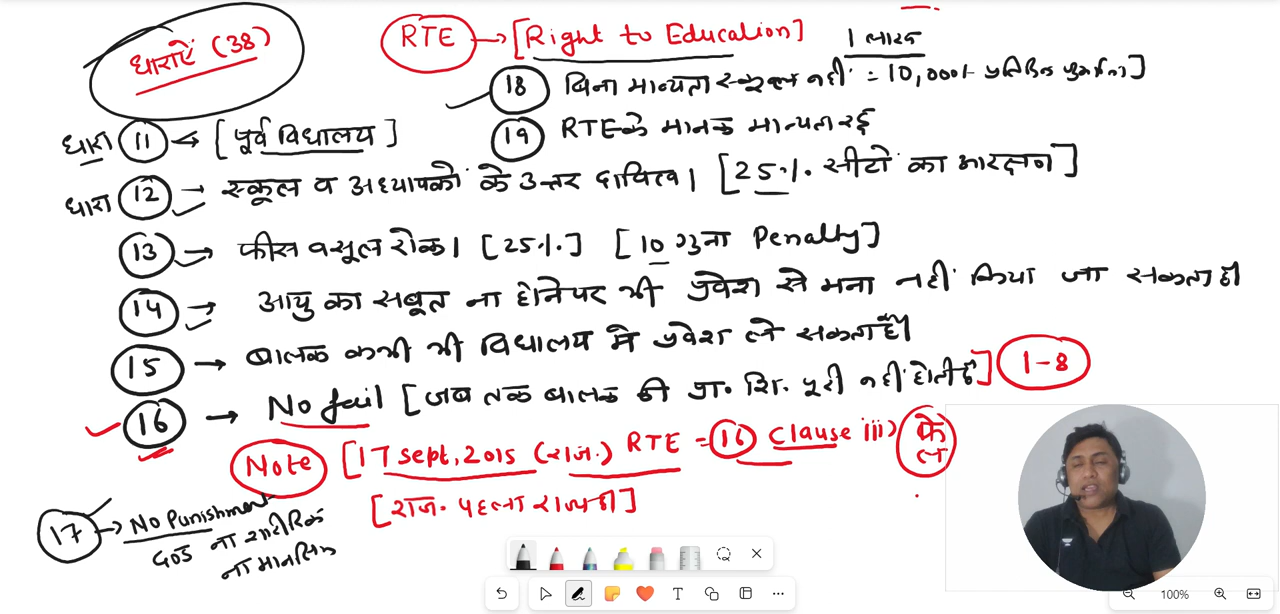 धाराऐं (38)
RTE → [Right to Education]
1 लाख
18 बिना मान्यता स्कूल नहीं = 10,000/- प्रतिदिन जुर्माना]
19 RTE के मानक मान्यता रद्द
धारा 11 → [पूर्व विद्यालय]
धारा 12 → स्कूल व अध्यापको के उत्तर दायित्व। [25%. सीटों का आरक्षण]
13 → फीस वसूल रोक। [25%.] [10 गुना Penalty]
14 → आयु का सबूत ना होने पर भी प्रवेश से मना नहीं किया जा सकता है।
15 → बालक कभी भी विद्यालय मे प्रवेश ले सकता है।
16 → No fail [जब तक बालक की प्रा. शि. पूरी नहीं होती है] 1-8
Note [17 Sept, 2015 (राज.) RTE = 16 Clause iii) फेल
[राज. पहला राज्य है।]
17 → No Punishment
दण्ड ना शारीरिक
ना मानसिक
100%